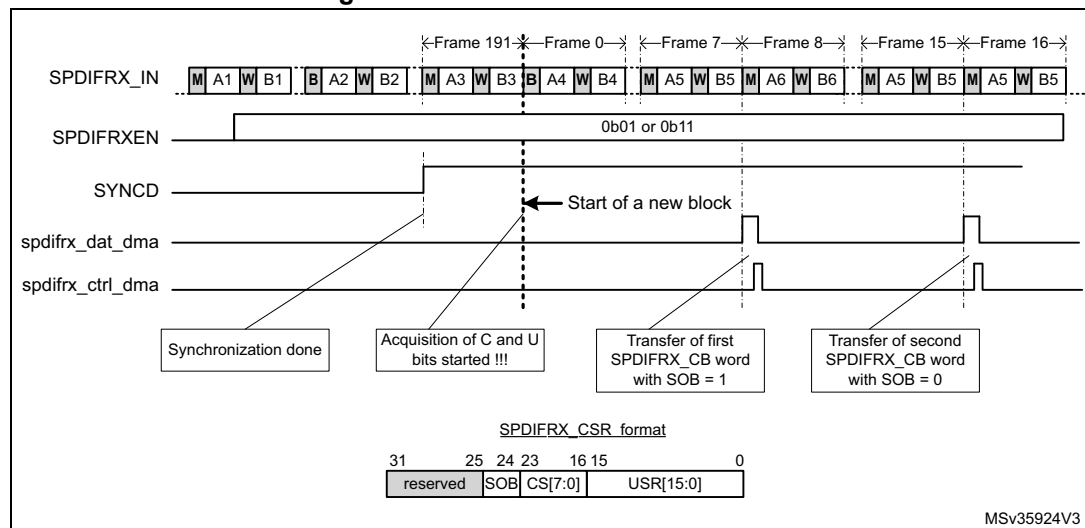 Frame 191 Frame 0 Frame 7 Frame 8 Frame 15 Frame 16
SPDIFRX_IN M A1 W B1 B A2 W B2 M A3 W B3 B A4 W B4 M A5 W B5 M A6 W B6 M A5 W B5 M A5 W B5
SPDIFRXEN 0b01 or 0b11
SYNCD
Start of a new block
spdifrx_dat_dma
spdifrx_ctrl_dma
Synchronization done
Acquisition of C and U
bits started !!!
Transfer of first
SPDIFRX_CB word
with SOB = 1
Transfer of second
SPDIFRX_CB word
with SOB = 0
SPDIFRX_CSR format
31 25 24 23 16 15 0
reserved SOB CS[7:0] USR[15:0]
MSv35924V3